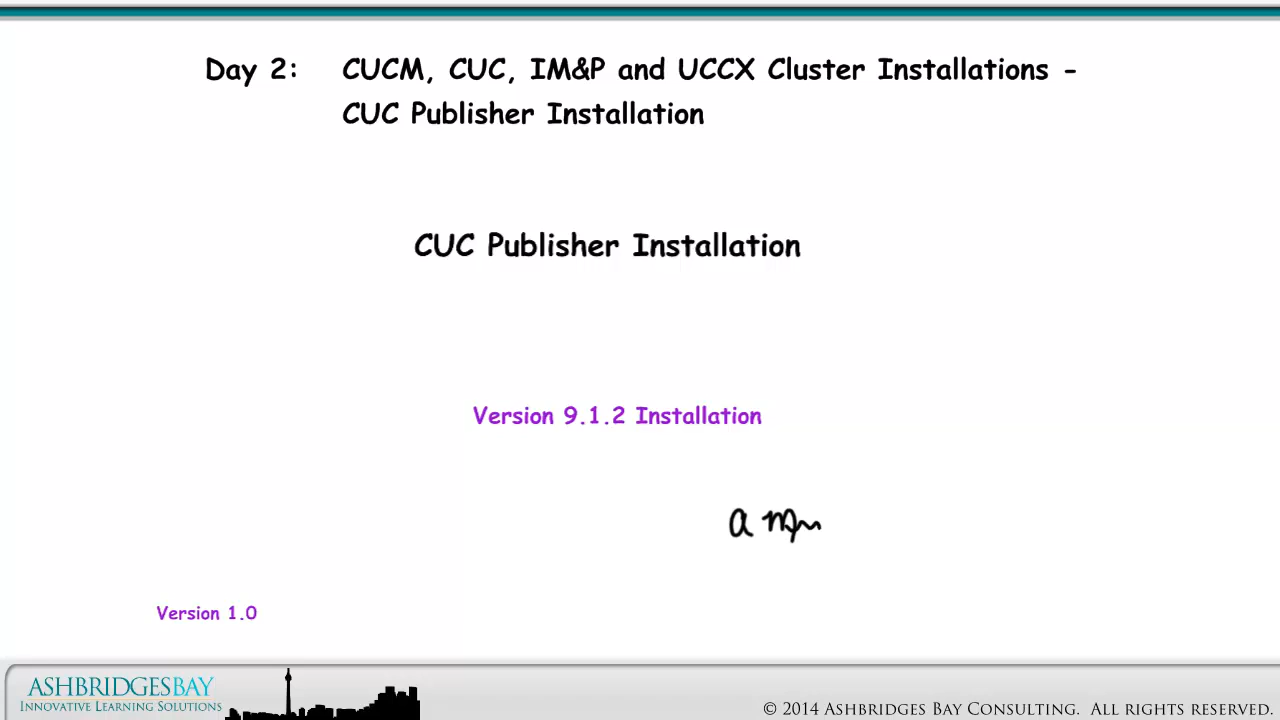 Day 2: CUCM, CUC, IM&P and UCCX Cluster Installations -
CUC Publisher Installation
CUC Publisher Installation
Version 9.1.2 Installation
Version 1.0
ASHBRIDGESBAY
INNOVATIVE LEARNING SOLUTIONS
© 2014 ASHBRIDGES BAY CONSULTING. ALL RIGHTS RESERVED.